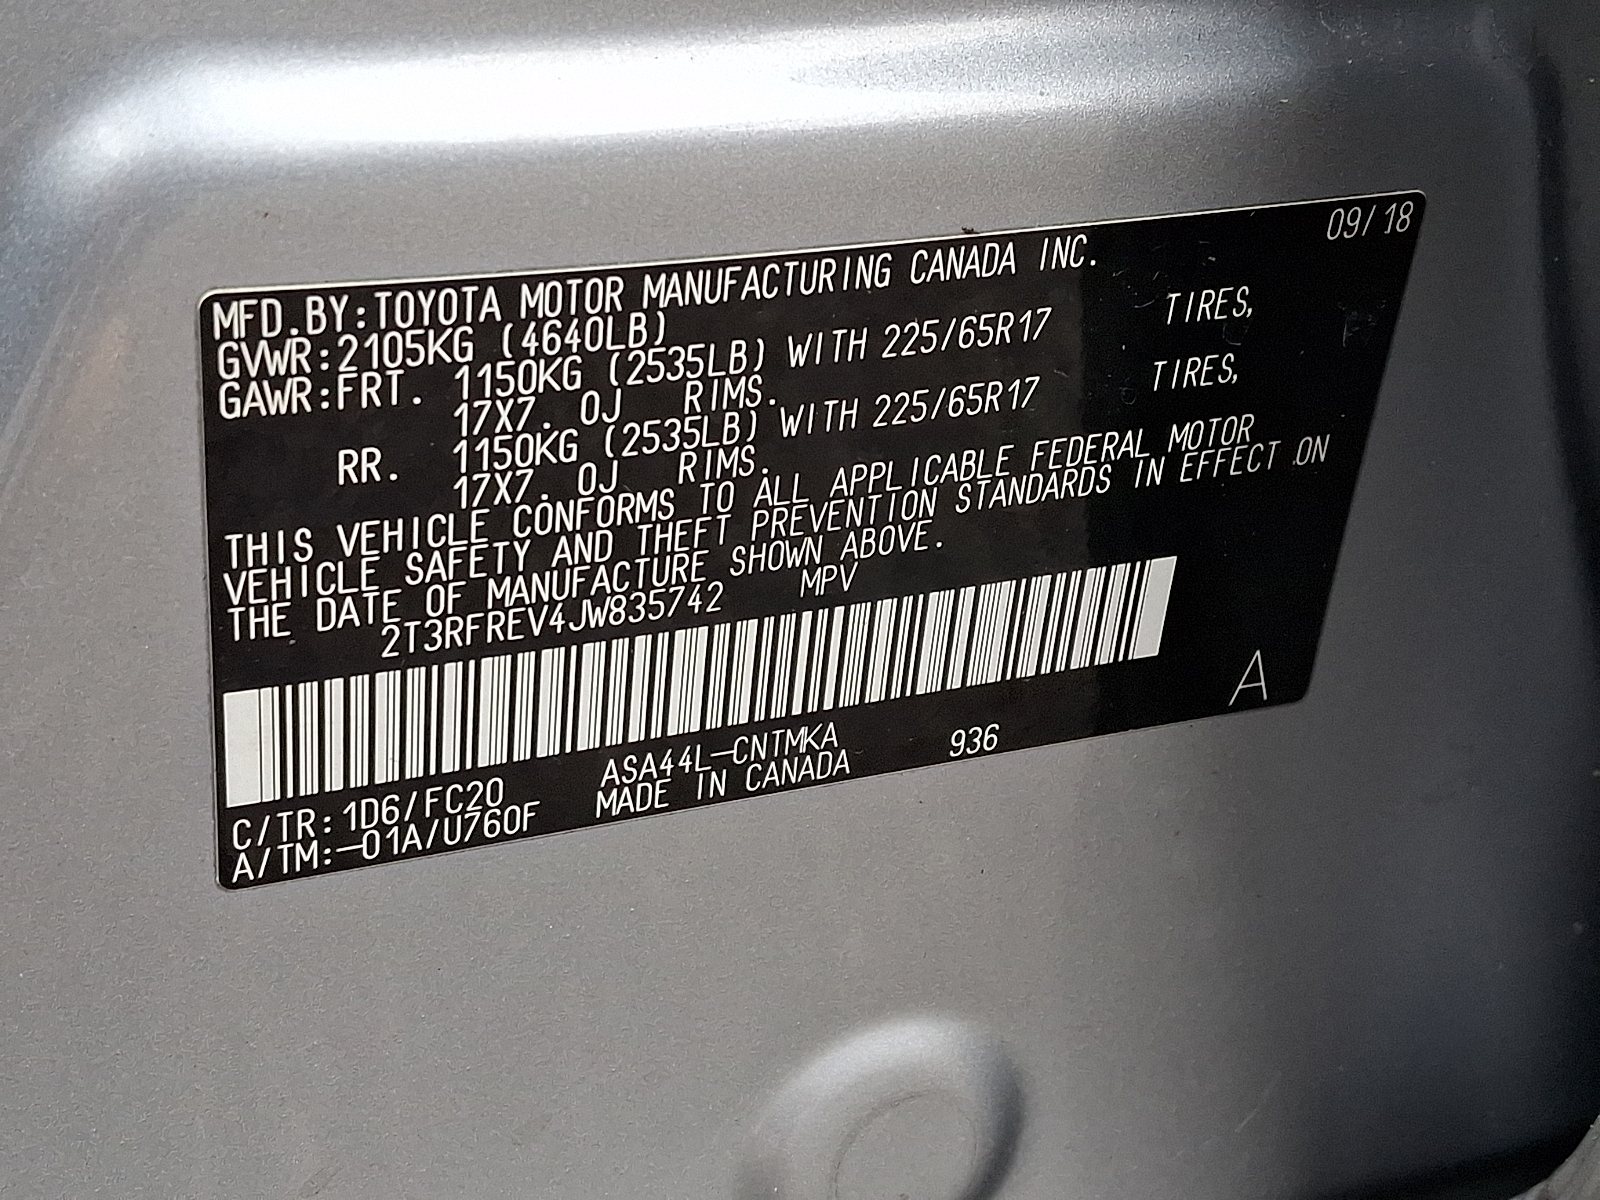 09/18
MFD.BY:TOYOTA MOTOR MANUFACTURING CANADA INC.
GVWR:2105KG (4640LB)
GAWR:FRT. 1150KG (2535LB) WITH 225/65R17 TIRES,
17X7.0J RIMS.
RR. 1150KG (2535LB) WITH 225/65R17 TIRES,
17X7.0J RIMS.
THIS VEHICLE CONFORMS TO ALL APPLICABLE FEDERAL MOTOR
VEHICLE SAFETY AND THEFT PREVENTION STANDARDS IN EFFECT ON
THE DATE OF MANUFACTURE SHOWN ABOVE.
2T3RFREV4JW835742 MPV
C/TR:1D6/FC20 ASA44L-CNTMKA 936 A
A/TM:-01A/U760F MADE IN CANADA